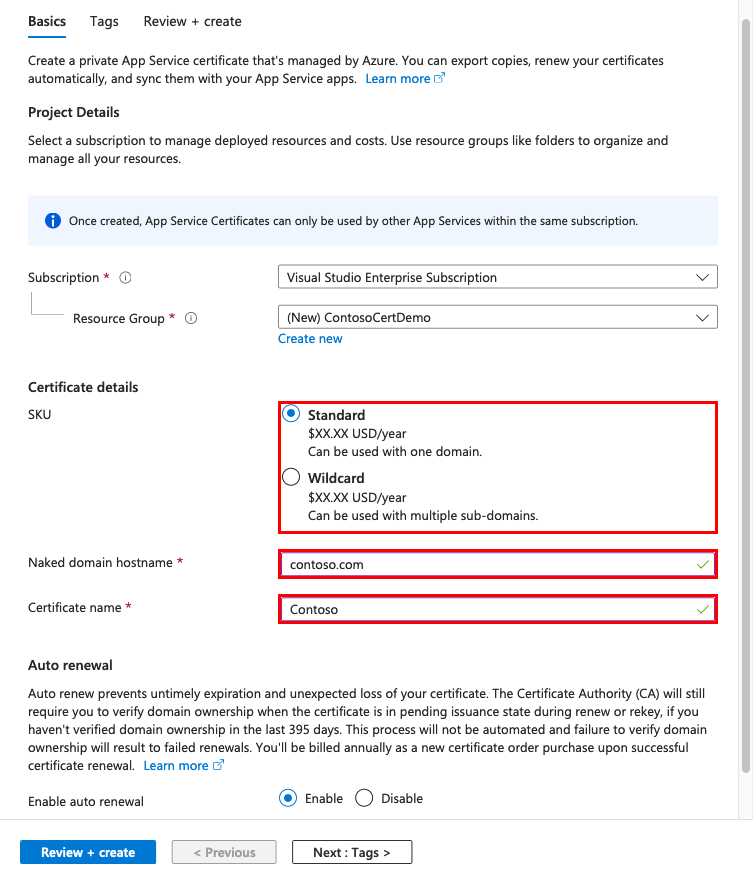 Basics Tags Review + create
Create a private App Service certificate that's managed by Azure. You can export copies, renew your certificates
automatically, and sync them with your App Service apps. Learn more
Project Details
Select a subscription to manage deployed resources and costs. Use resource groups like folders to organize and
manage all your resources.
Once created, App Service Certificates can only be used by other App Services within the same subscription.
Subscription * Visual Studio Enterprise Subscription
Resource Group * (New) ContosoCertDemo
Create new
Certificate details
SKU Standard
$XX.XX USD/year
Can be used with one domain.
Wildcard
$XX.XX USD/year
Can be used with multiple sub-domains.
Naked domain hostname * contoso.com
Certificate name * Contoso
Auto renewal
Auto renew prevents untimely expiration and unexpected loss of your certificate. The Certificate Authority (CA) will still
require you to verify domain ownership when the certificate is in pending issuance state during renew or rekey, if you
haven't verified domain ownership in the last 395 days. This process will not be automated and failure to verify domain
ownership will result to failed renewals. You'll be billed annually as a new certificate order purchase upon successful
certificate renewal. Learn more
Enable auto renewal Enable Disable
Review + create < Previous Next : Tags >